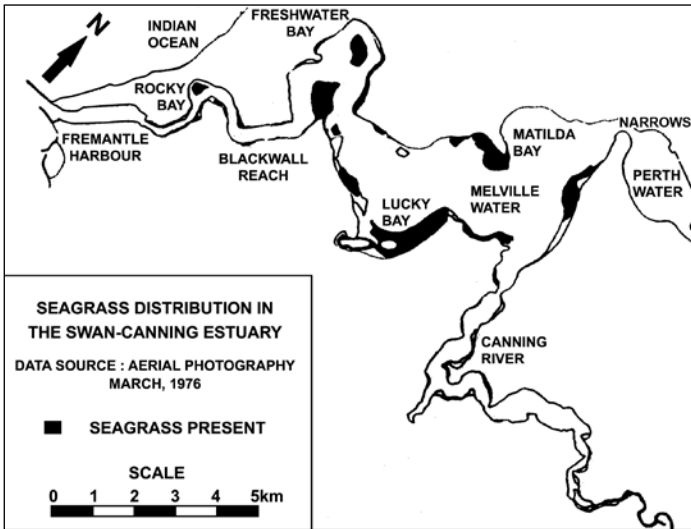 N
INDIAN
OCEAN
FRESHWATER
BAY
ROCKY
BAY
FREMANTLE
HARBOUR
BLACKWALL
REACH
MATILDA
BAY
NARROWS
PERTH
WATER
LUCKY
BAY
MELVILLE
WATER
CANNING
RIVER
SEAGRASS DISTRIBUTION IN
THE SWAN-CANNING ESTUARY
DATA SOURCE : AERIAL PHOTOGRAPHY
MARCH, 1976
SEAGRASS PRESENT
SCALE
0 1 2 3 4 5km